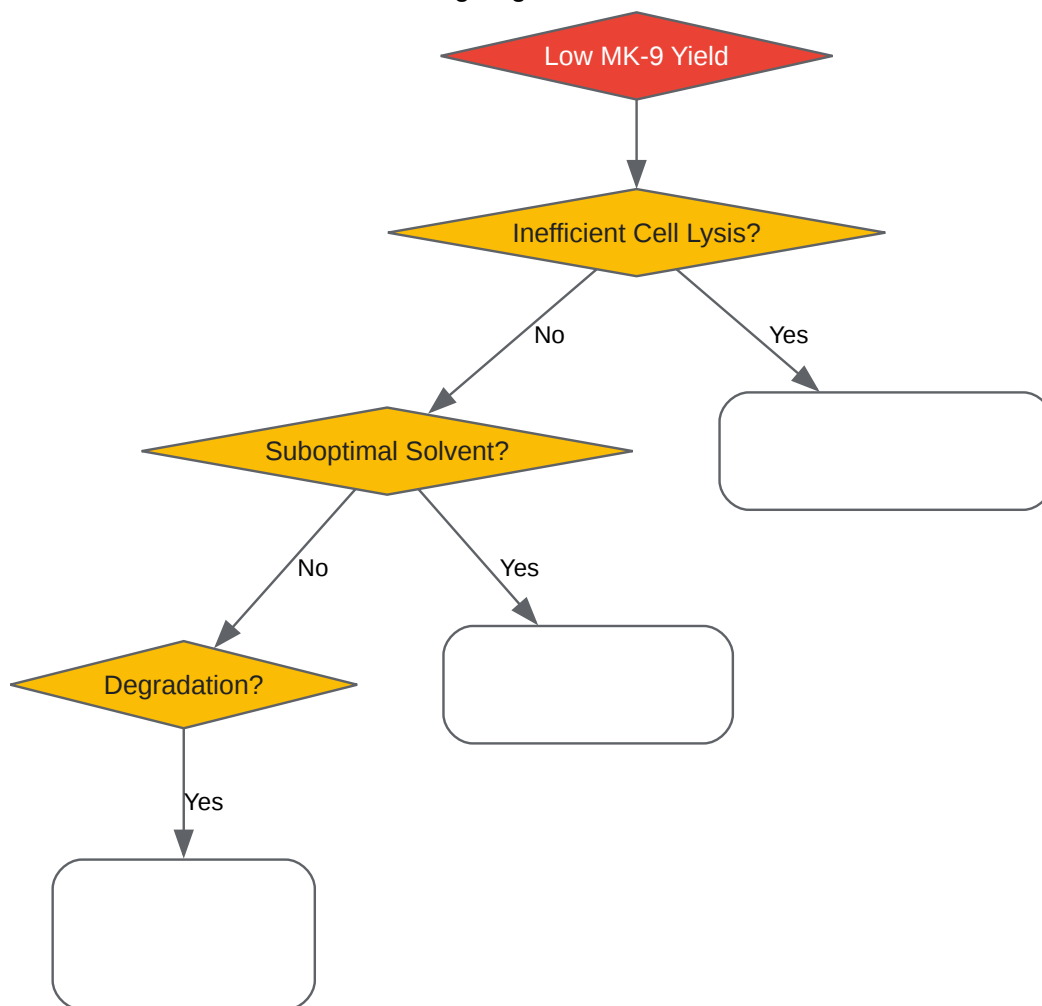 Low MK-9 Yield
Inefficient Cell Lysis?
No
Yes
Suboptimal Solvent?
No
Yes
Degradation?
Yes